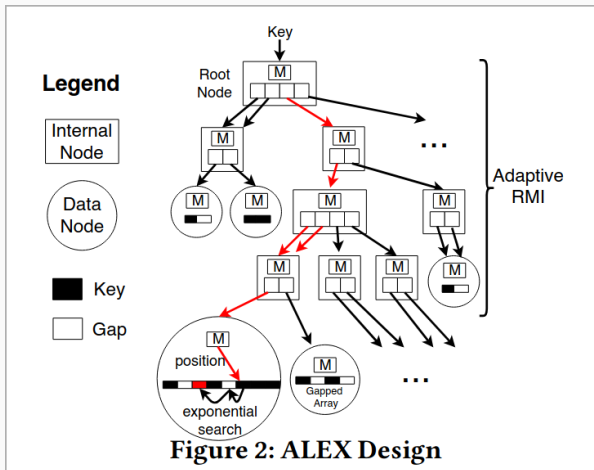 Key
Legend
Root
Node
M
Internal
Node
M
M
...
Data
Node
Adaptive
RMI
M
M
M
M
Key
M
Gap
M
M
M
M
position
M
Gapped
Array
...
exponential
search
Figure 2: ALEX Design